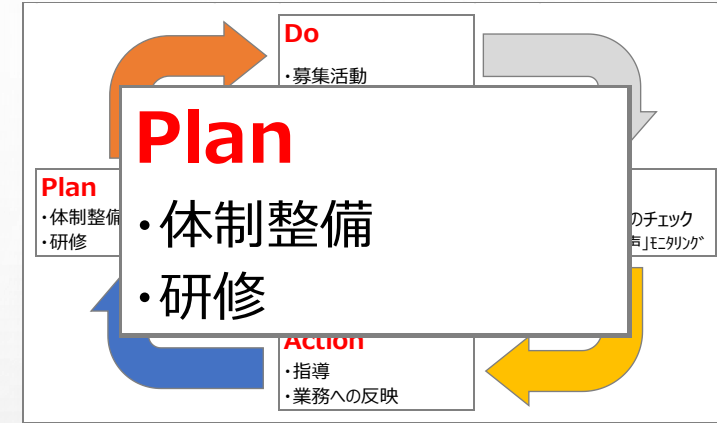 Do
・募集活動
Plan
・体制整備
・研修
Plan
・体制整備
・研修
のチェック
声」ﾓﾆﾀﾘﾝｸﾞ
Action
・指導
・業務への反映